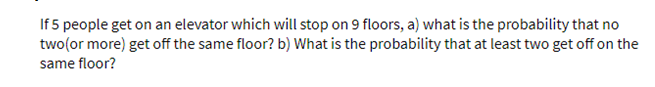 If 5 people get on an elevator which will stop on 9 floors, a) what is the probability that no
two(or more) get off the same floor? b) What is the probability that at least two get off on the
same floor?